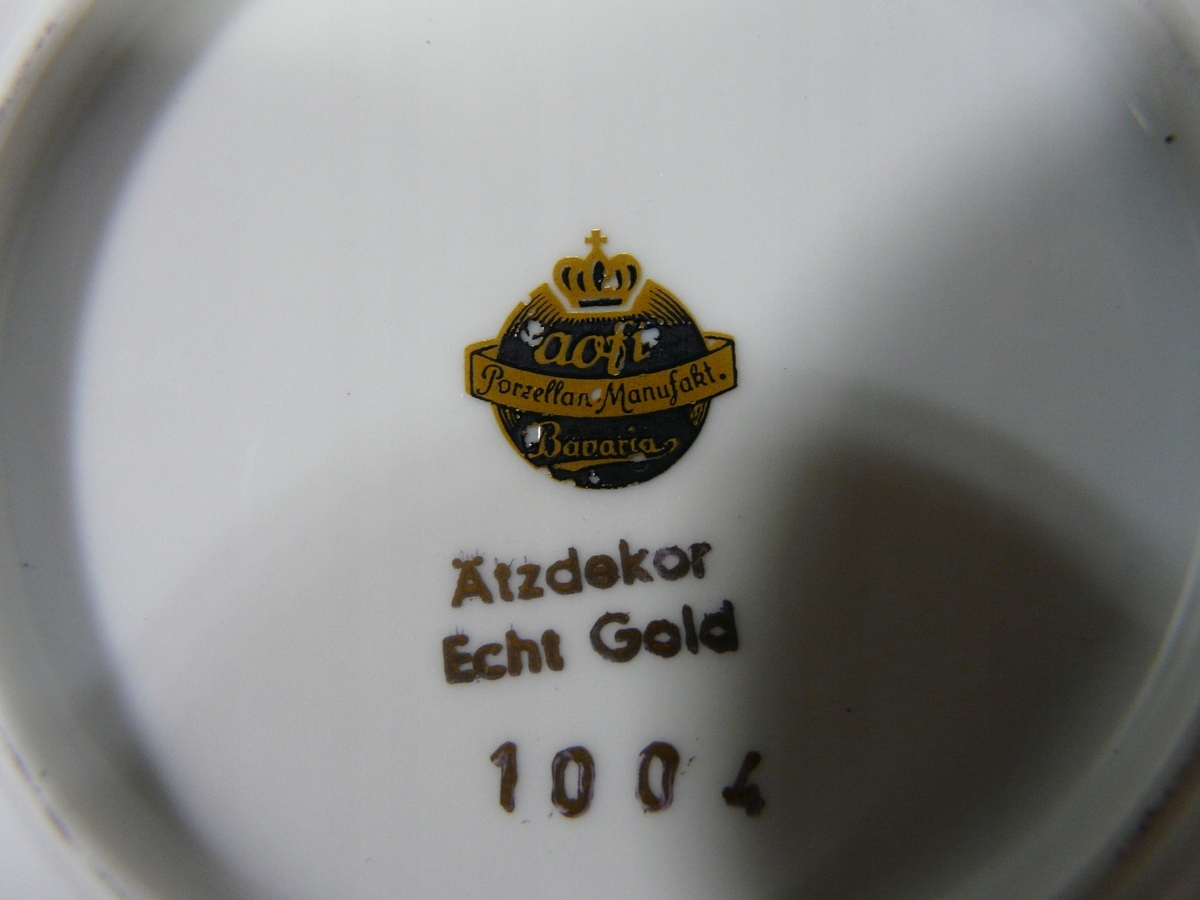 aofi
Porzellan-Manufakt.
Bavaria
Ätzdekor
Echt Gold
1004